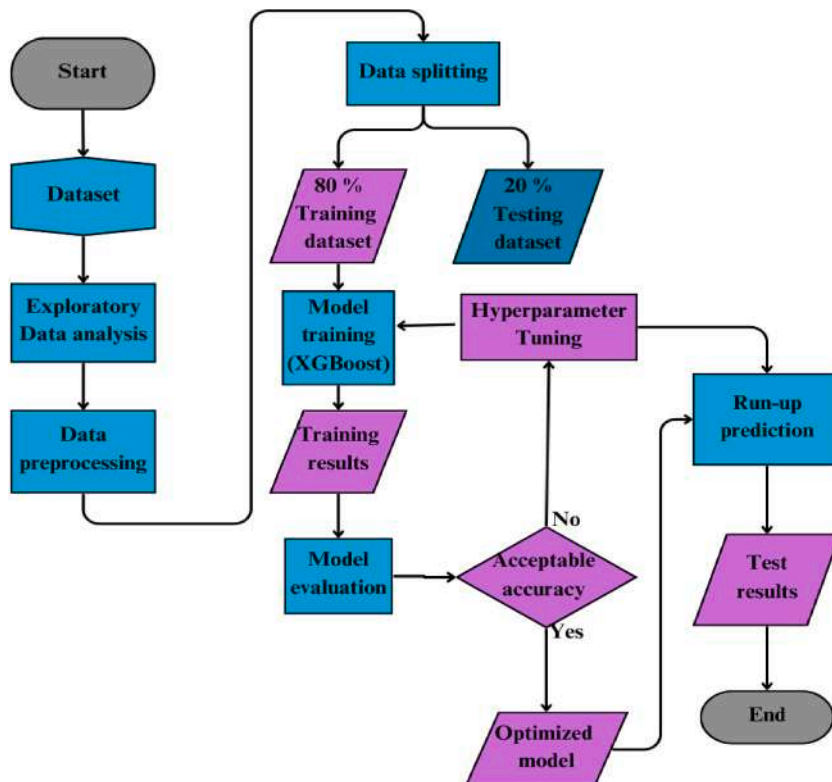 Start
Dataset
Exploratory
Data analysis
Data
preprocessing
Data splitting
80 %
Training
dataset
20 %
Testing
dataset
Model
training
(XGBoost)
Hyperparameter
Tuning
Training
results
Model
evaluation
No
Acceptable
accuracy
Yes
Optimized
model
Run-up
prediction
Test
results
End